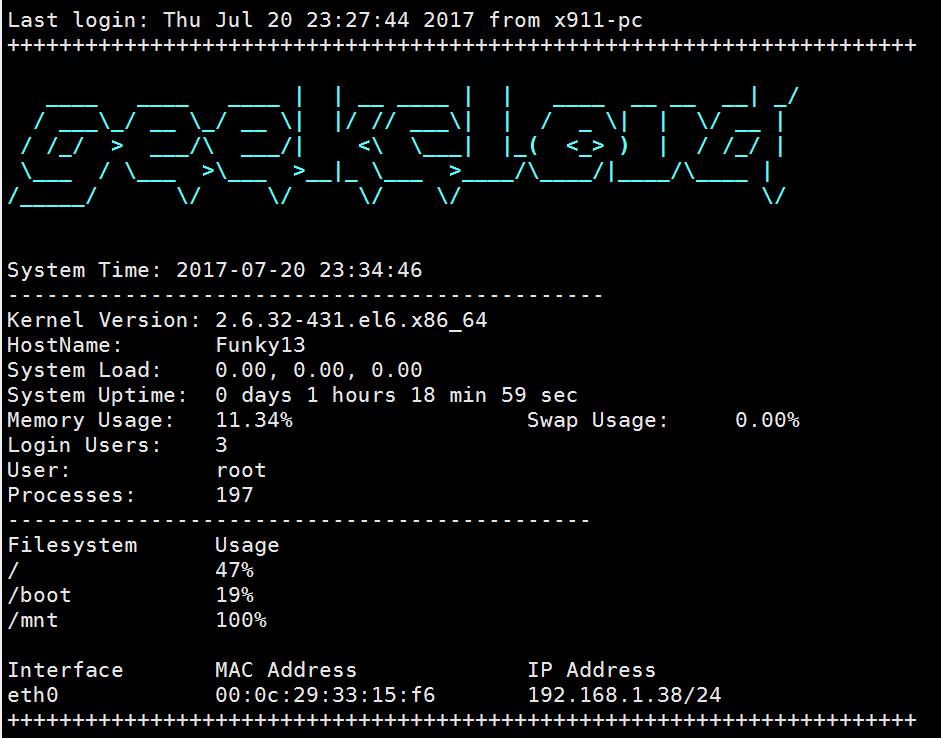 Last login: Thu Jul 20 23:27:44 2017 from x911-pc
++++++++++++++++++++++++++++++++++++++++++++++++++++++++++++++++++++++
geekcloud
System Time: 2017-07-20 23:34:46
----------------------------------------------
Kernel Version: 2.6.32-431.el6.x86_64
HostName: Funky13
System Load: 0.00, 0.00, 0.00
System Uptime: 0 days 1 hours 18 min 59 sec
Memory Usage: 11.34% Swap Usage: 0.00%
Login Users: 3
User: root
Processes: 197
---------------------------------------------
Filesystem Usage
/ 47%
/boot 19%
/mnt 100%
Interface MAC Address IP Address
eth0 00:0c:29:33:15:f6 192.168.1.38/24
++++++++++++++++++++++++++++++++++++++++++++++++++++++++++++++++++++++